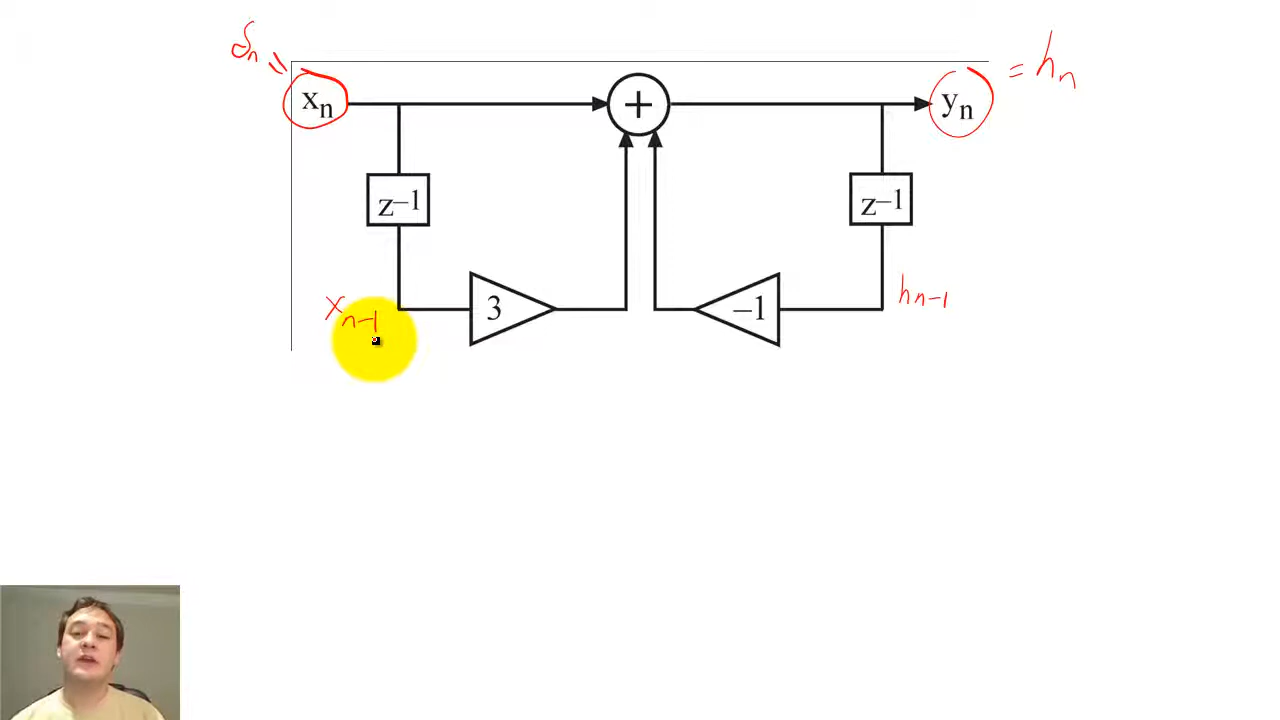 δn = xn + yn = hn
z–1 z–1
xn–1 3 –1 hn–1